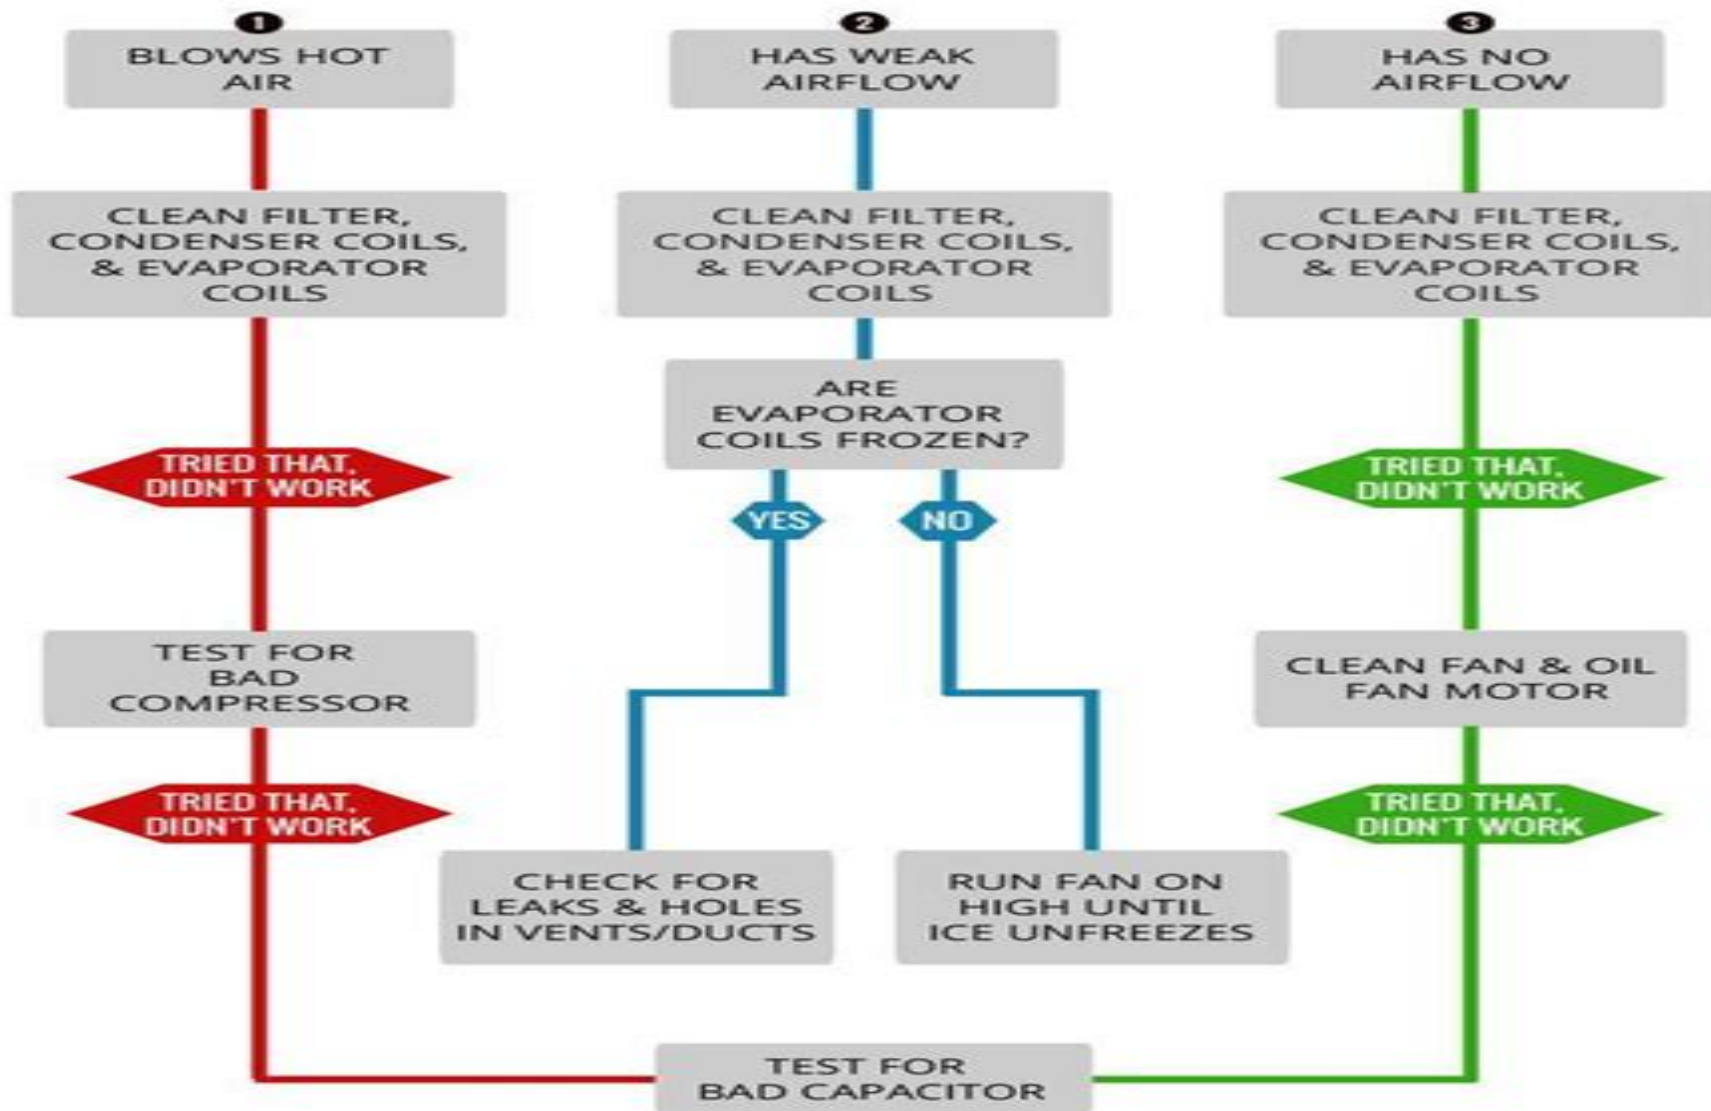 1
BLOWS HOT
AIR
CLEAN FILTER,
CONDENSER COILS,
& EVAPORATOR
COILS
TRIED THAT,
DIDN'T WORK
TEST FOR
BAD
COMPRESSOR
TRIED THAT,
DIDN'T WORK
2
HAS WEAK
AIRFLOW
CLEAN FILTER,
CONDENSER COILS,
& EVAPORATOR
COILS
ARE
EVAPORATOR
COILS FROZEN?
YES
NO
CHECK FOR
LEAKS & HOLES
IN VENTS/DUCTS
RUN FAN ON
HIGH UNTIL
ICE UNFREEZES
3
HAS NO
AIRFLOW
CLEAN FILTER,
CONDENSER COILS,
& EVAPORATOR
COILS
TRIED THAT,
DIDN'T WORK
CLEAN FAN & OIL
FAN MOTOR
TRIED THAT,
DIDN'T WORK
TEST FOR
BAD CAPACITOR